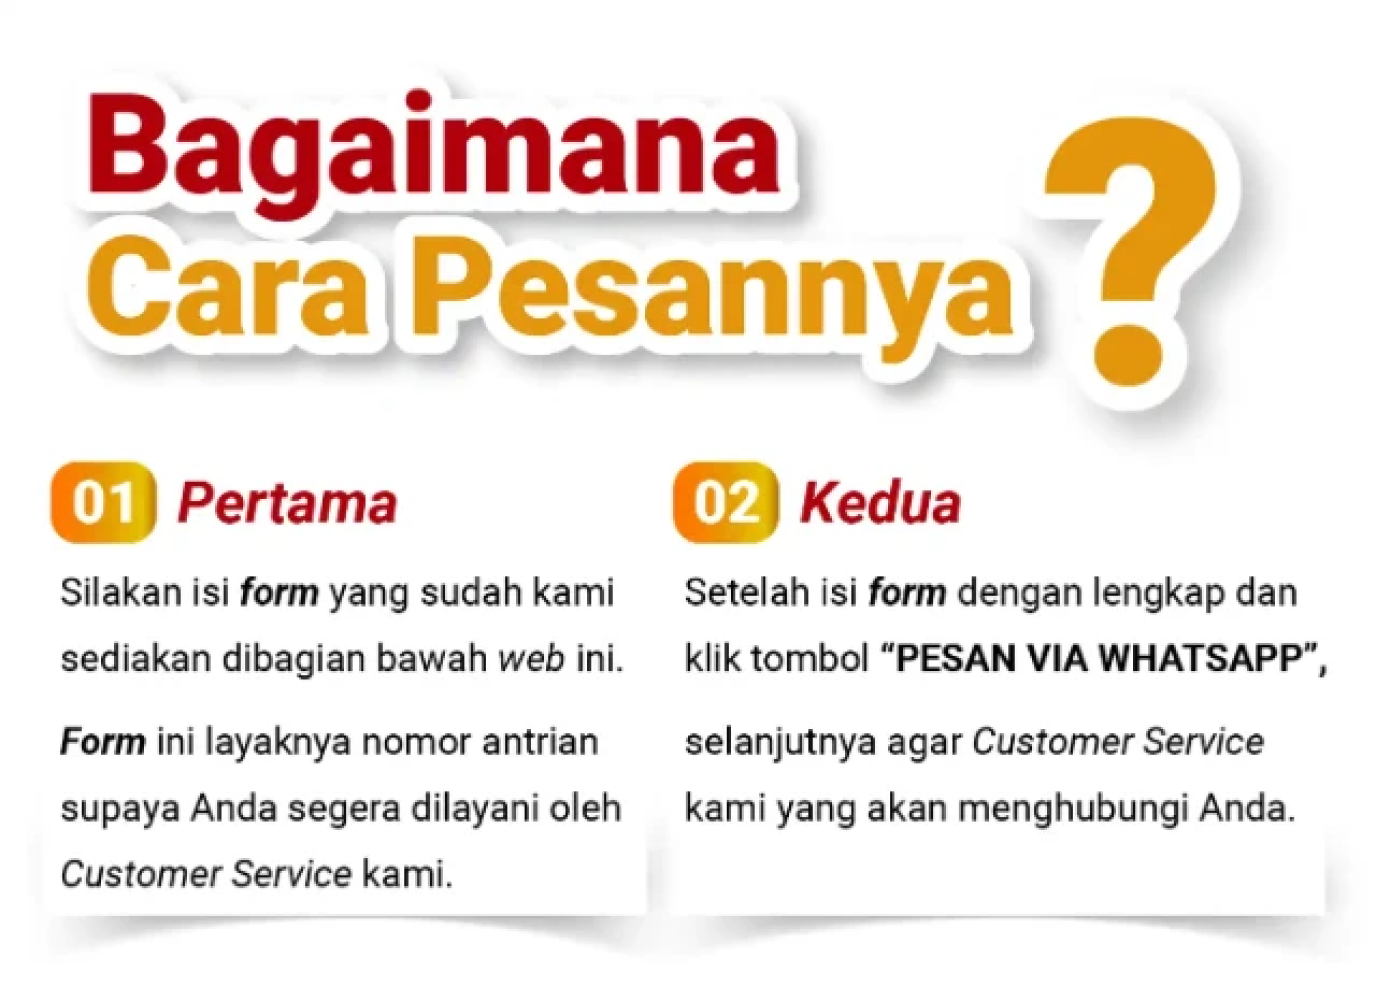 Bagaimana
Cara Pesannya ?
01 Pertama
Silakan isi form yang sudah kami
sediakan dibagian bawah web ini.
Form ini layaknya nomor antrian
supaya Anda segera dilayani oleh
Customer Service kami.
02 Kedua
Setelah isi form dengan lengkap dan
klik tombol “PESAN VIA WHATSAPP”,
selanjutnya agar Customer Service
kami yang akan menghubungi Anda.